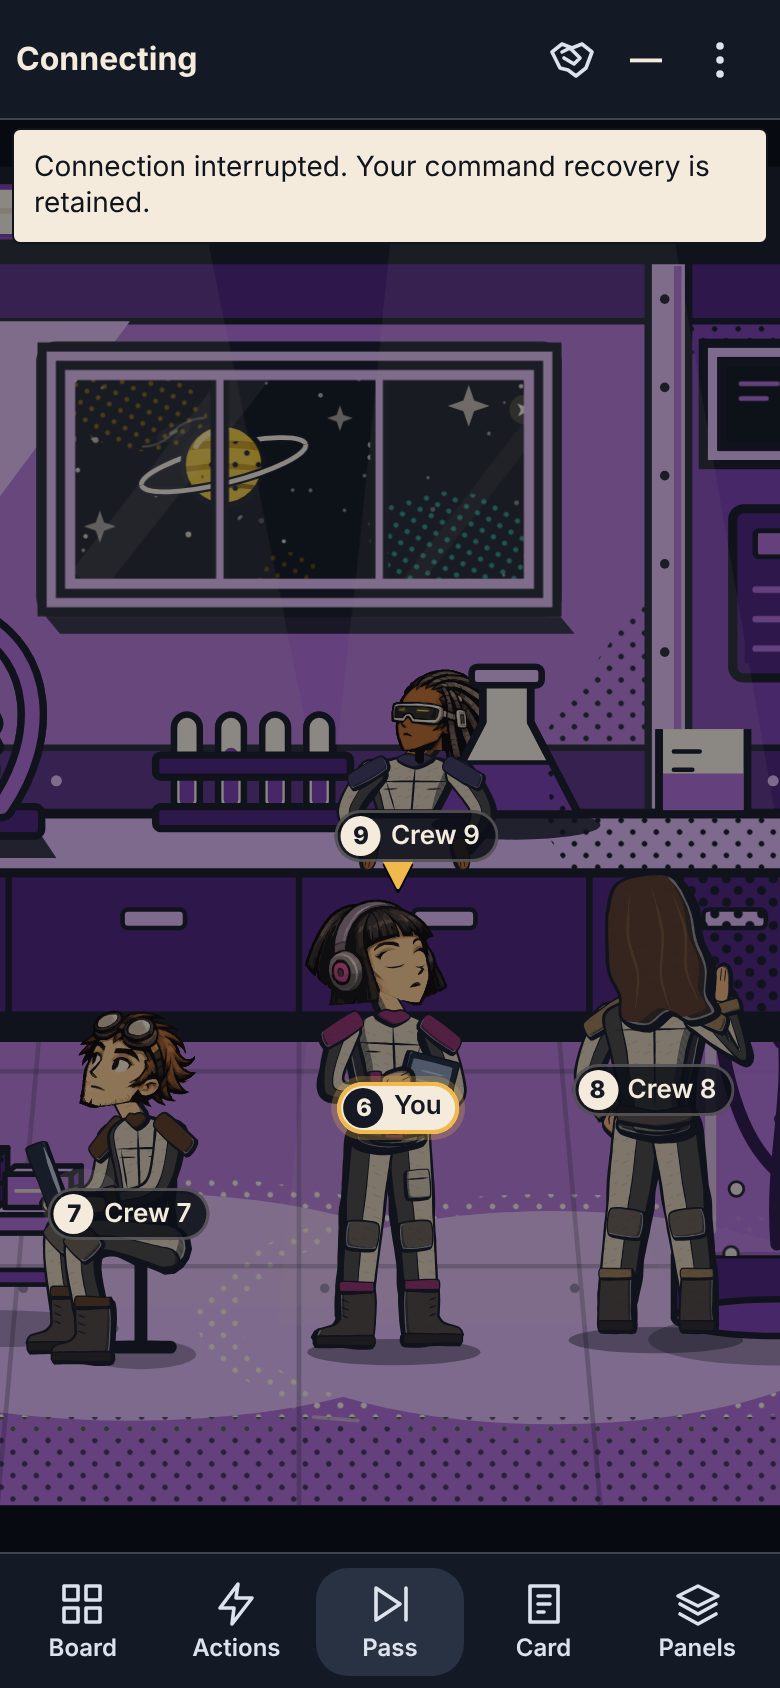 Connecting
Connection interrupted. Your command recovery is
retained.
9 Crew 9
6 You
8 Crew 8
7 Crew 7
Board
Actions
Pass
Card
Panels